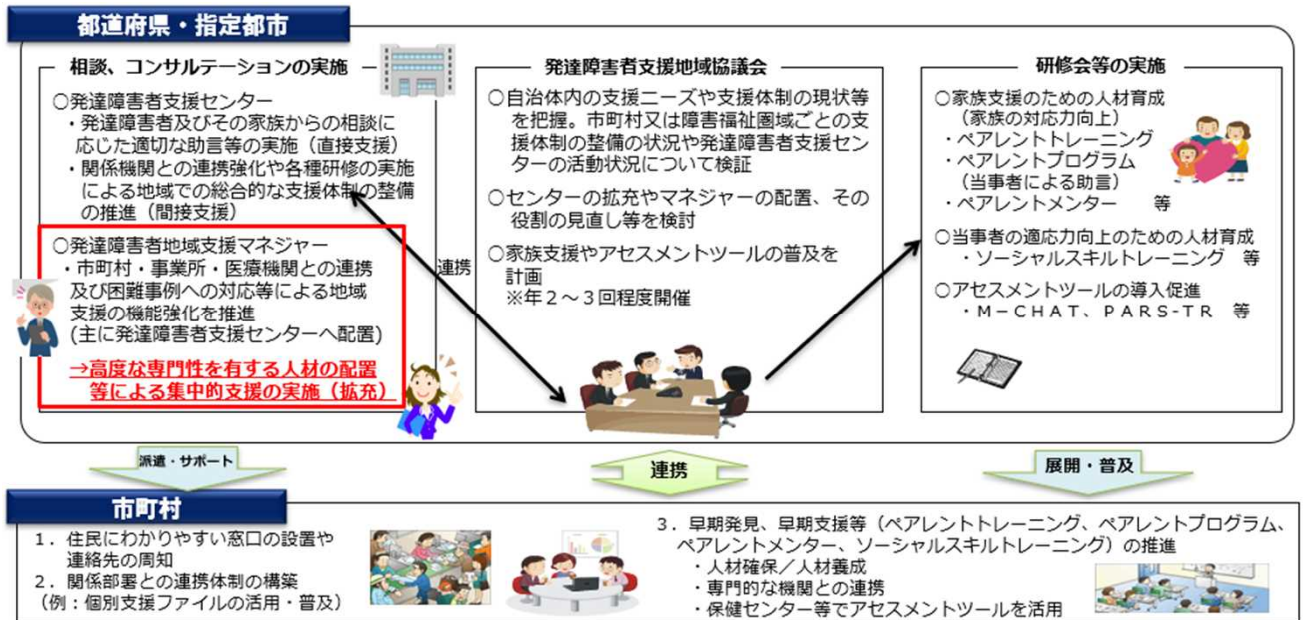 都道府県・指定都市
相談、コンサルテーションの実施
○発達障害者支援センター
・発達障害者及びその家族からの相談に
応じた適切な助言等の実施（直接支援）
・関係機関との連携強化や各種研修の実施
による地域での総合的な支援体制の整備
の推進（間接支援）
○発達障害者地域支援マネジャー
・市町村・事業所・医療機関との連携
及び困難事例への対応等による地域
支援の機能強化を推進
(主に発達障害者支援センターへ配置)
→高度な専門性を有する人材の配置
等による集中的支援の実施（拡充）
連携
発達障害者支援地域協議会
○自治体内の支援ニーズや支援体制の現状等
を把握。市町村又は障害福祉圏域ごとの支
援体制の整備の状況や発達障害者支援セン
ターの活動状況について検証
○センターの拡充やマネジャーの配置、その
役割の見直し等を検討
○家族支援やアセスメントツールの普及を
計画
※年２～３回程度開催
研修会等の実施
○家族支援のための人材育成
（家族の対応力向上）
・ペアレントトレーニング
・ペアレントプログラム
（当事者による助言）
・ペアレントメンター　等
○当事者の適応力向上のための人材育成
・ソーシャルスキルトレーニング　等
○アセスメントツールの導入促進
・Ｍ－ＣＨＡＴ、ＰＡＲＳ-ＴＲ　等
派遣・サポート
連携
展開・普及
市町村
１．住民にわかりやすい窓口の設置や
連絡先の周知
２．関係部署との連携体制の構築
（例：個別支援ファイルの活用・普及）
３．早期発見、早期支援等（ペアレントトレーニング、ペアレントプログラム、
ペアレントメンター、ソーシャルスキルトレーニング）の推進
・人材確保／人材養成
・専門的な機関との連携
・保健センター等でアセスメントツールを活用